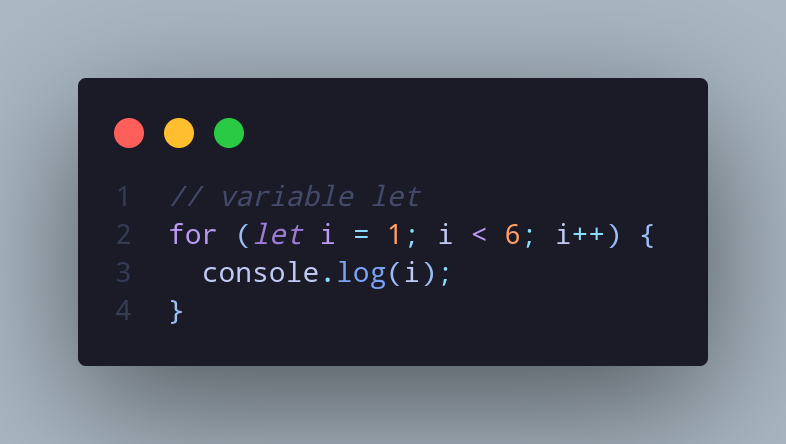 1 // variable let
2 for (let i = 1; i < 6; i++) {
3   console.log(i);
4 }